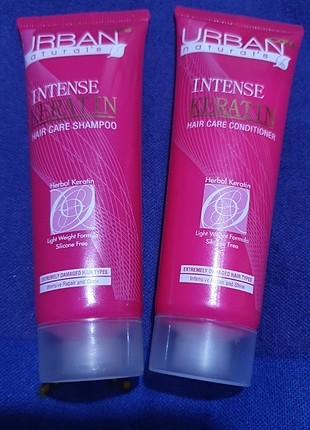 URBAN
naturals
INTENSE
KERATIN
HAIR CARE SHAMPOO
Herbal Keratin
Light Weight Formula
Silicone Free
EXTREMELY DAMAGED HAIR TYPES
Intensive Repair and Shine
URBAN
natural's
INTENSE
KERATIN
HAIR CARE CONDITIONER
Herbal Keratin
Light Weight Formula
Silicone Free
EXTREMELY DAMAGED HAIR TYPES
Intensive Repair and Shine